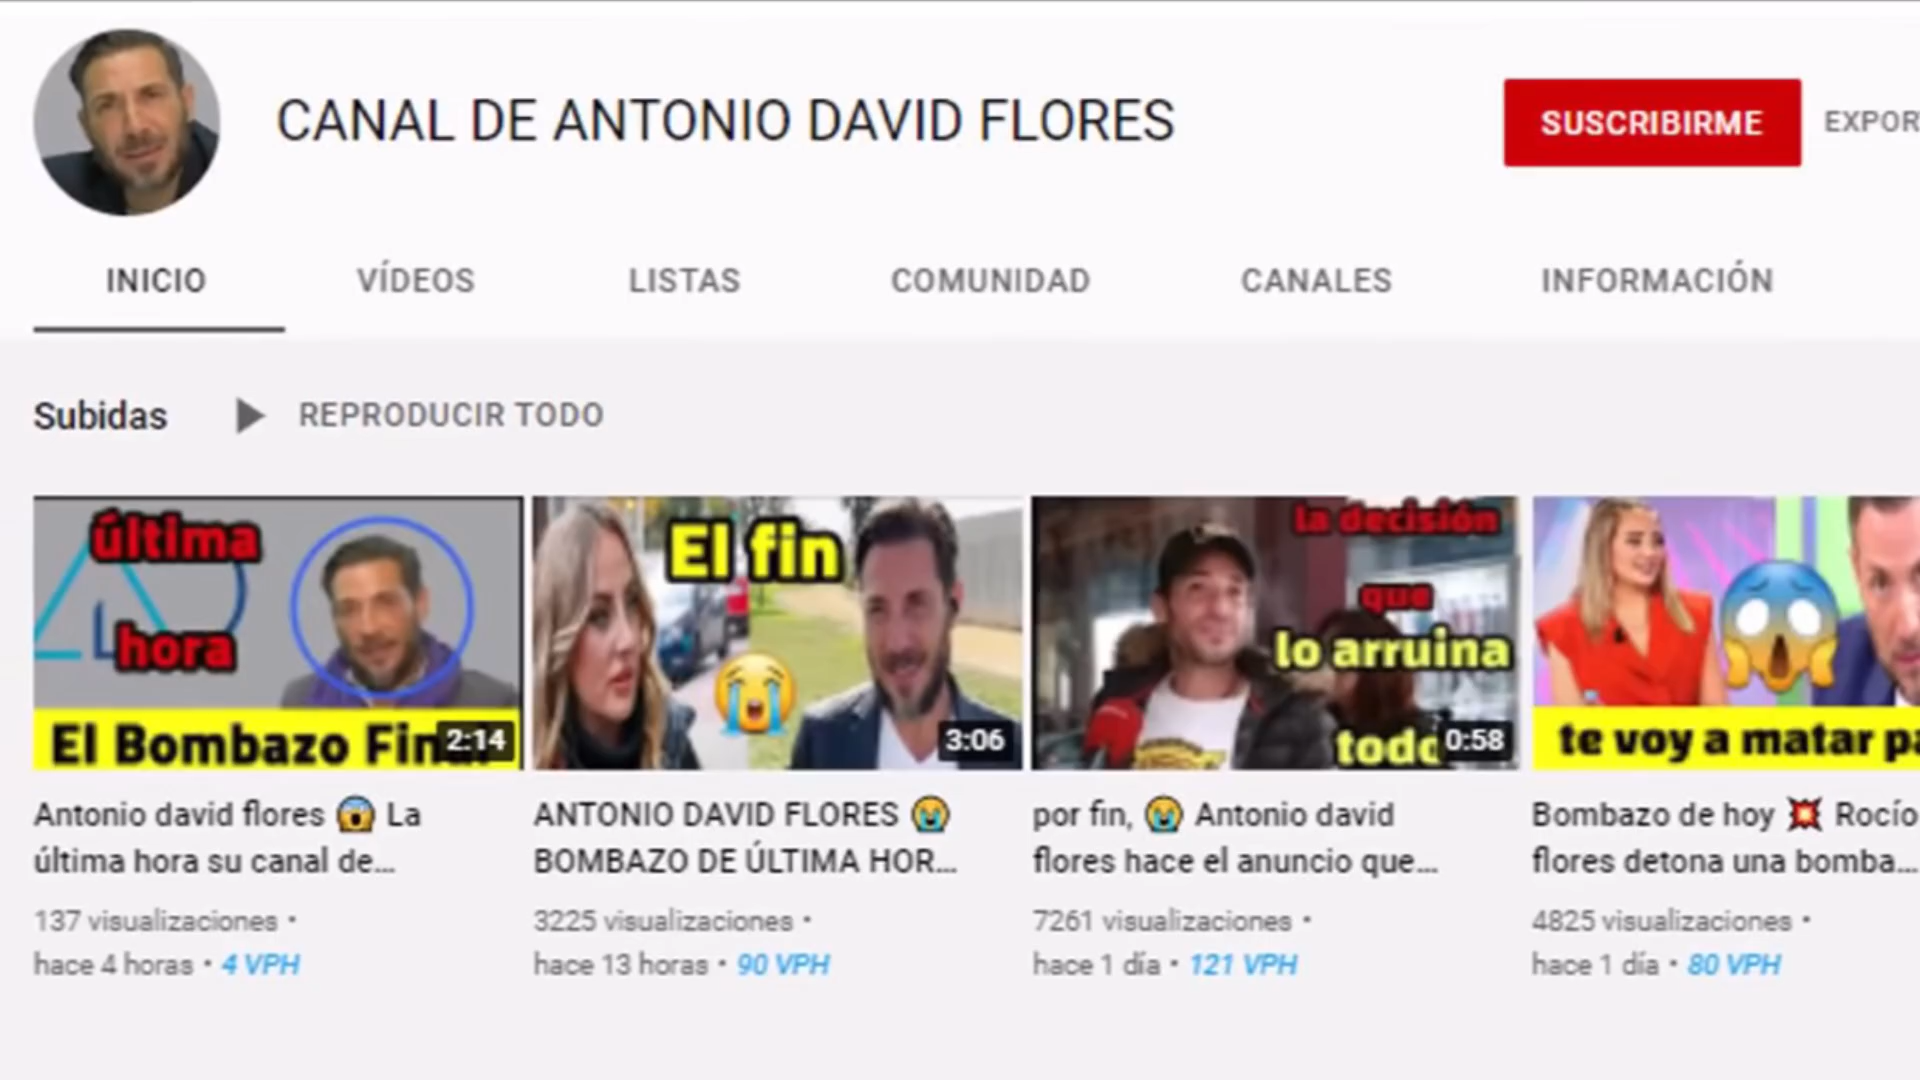 CANAL DE ANTONIO DAVID FLORES
SUSCRIBIRME
EXPOR
INICIO
VÍDEOS
LISTAS
COMUNIDAD
CANALES
INFORMACIÓN
Subidas
REPRODUCIR TODO
última
hora
El Bombazo Final
2:14
El fin
3:06
la decisión
que
lo arruina
todo
0:58
te voy a matar pa
Antonio david flores 😱 La
última hora su canal de...
137 visualizaciones •
hace 4 horas • 4 VPH
ANTONIO DAVID FLORES 😭
BOMBAZO DE ÚLTIMA HOR...
3225 visualizaciones •
hace 13 horas • 90 VPH
por fin, 😭 Antonio david
flores hace el anuncio que...
7261 visualizaciones •
hace 1 día • 121 VPH
Bombazo de hoy 💥 Rocío
flores detona una bomba...
4825 visualizaciones •
hace 1 día • 80 VPH